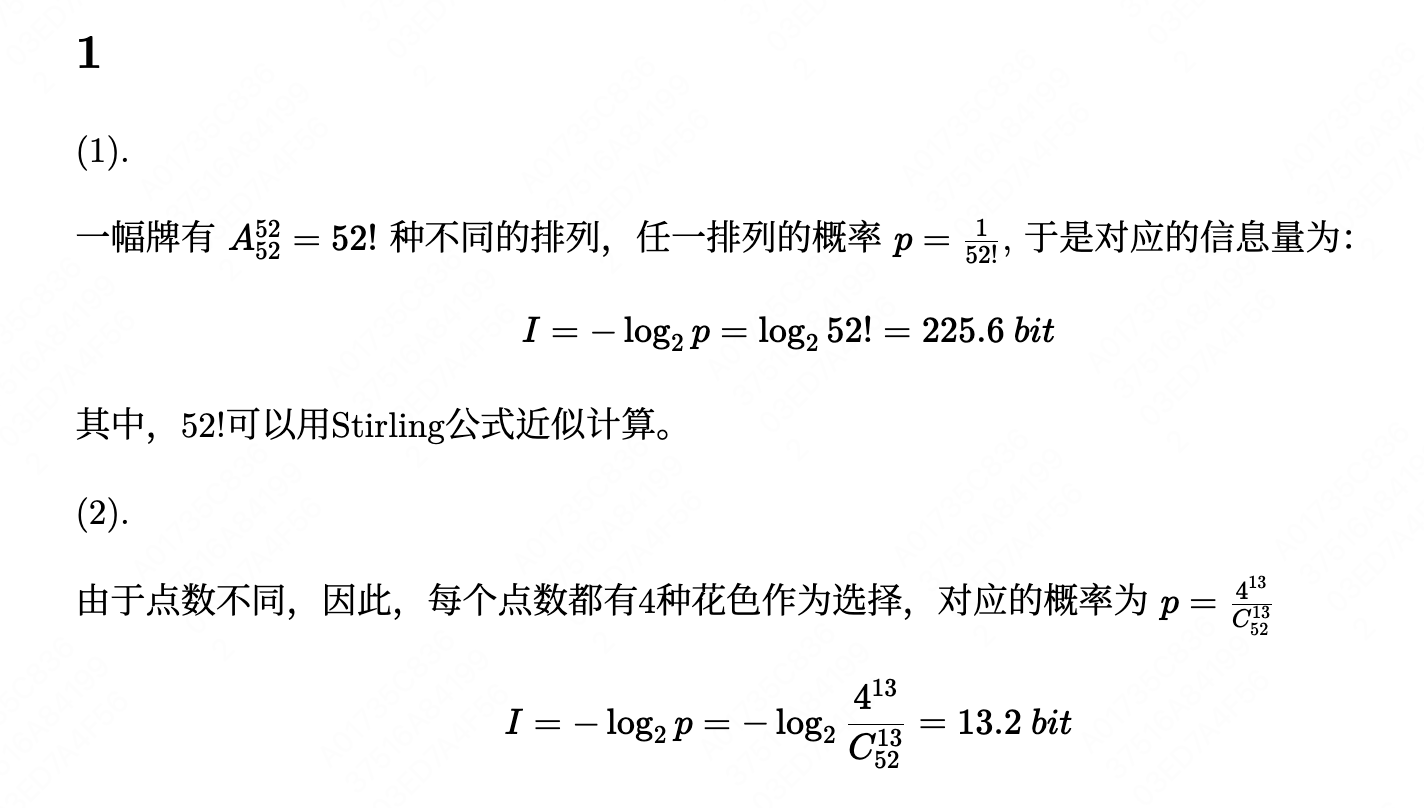 1
(1).
一幅牌有 $A_{52}^{52} = 52!$ 种不同的排列，任一排列的概率 $p = \frac{1}{52!}$, 于是对应的信息量为：
$I = -\log_2 p = \log_2 52! = 225.6 \ bit$
其中，52!可以用Stirling公式近似计算。
(2).
由于点数不同，因此，每个点数都有4种花色作为选择，对应的概率为 $p = \frac{4^{13}}{C_{52}^{13}}$
$I = -\log_2 p = -\log_2 \frac{4^{13}}{C_{52}^{13}} = 13.2 \ bit$